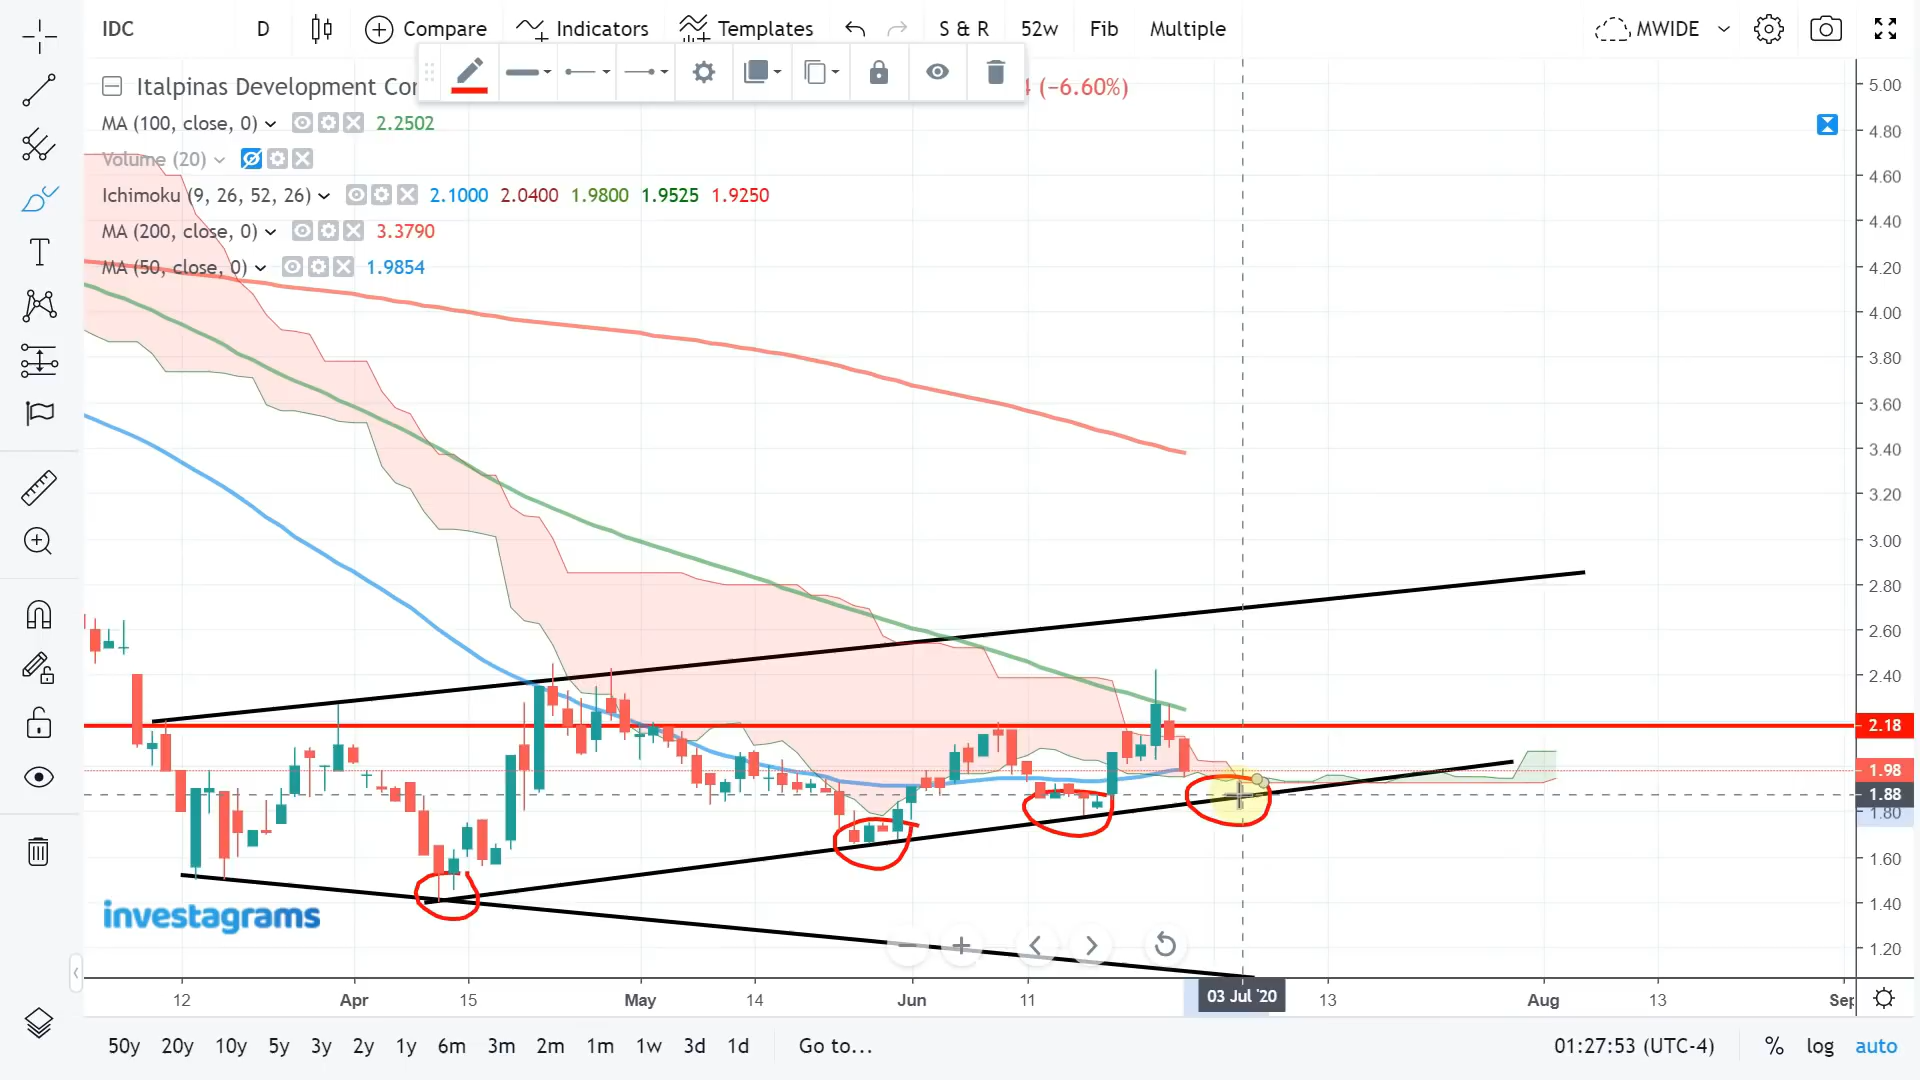 IDC D Compare Indicators Templates S & R 52w Fib Multiple MWIDE
Italpinas Development Cor (−6.60%)
MA (100, close, 0) 2.2502
Volume (20)
Ichimoku (9, 26, 52, 26) 2.1000 2.0400 1.9800 1.9525 1.9250
MA (200, close, 0) 3.3790
MA (50, close, 0) 1.9854
5.00
4.80
4.60
4.40
4.20
4.00
3.80
3.60
3.40
3.20
3.00
2.80
2.60
2.40
2.18
1.98
1.88
1.80
1.60
1.40
1.20
investagrams
12 Apr 15 May 14 Jun 11 03 Jul '20 13 Aug 13 Sep
50y 20y 10y 5y 3y 2y 1y 6m 3m 2m 1m 1w 3d 1d Go to... 01:27:53 (UTC-4) % log auto